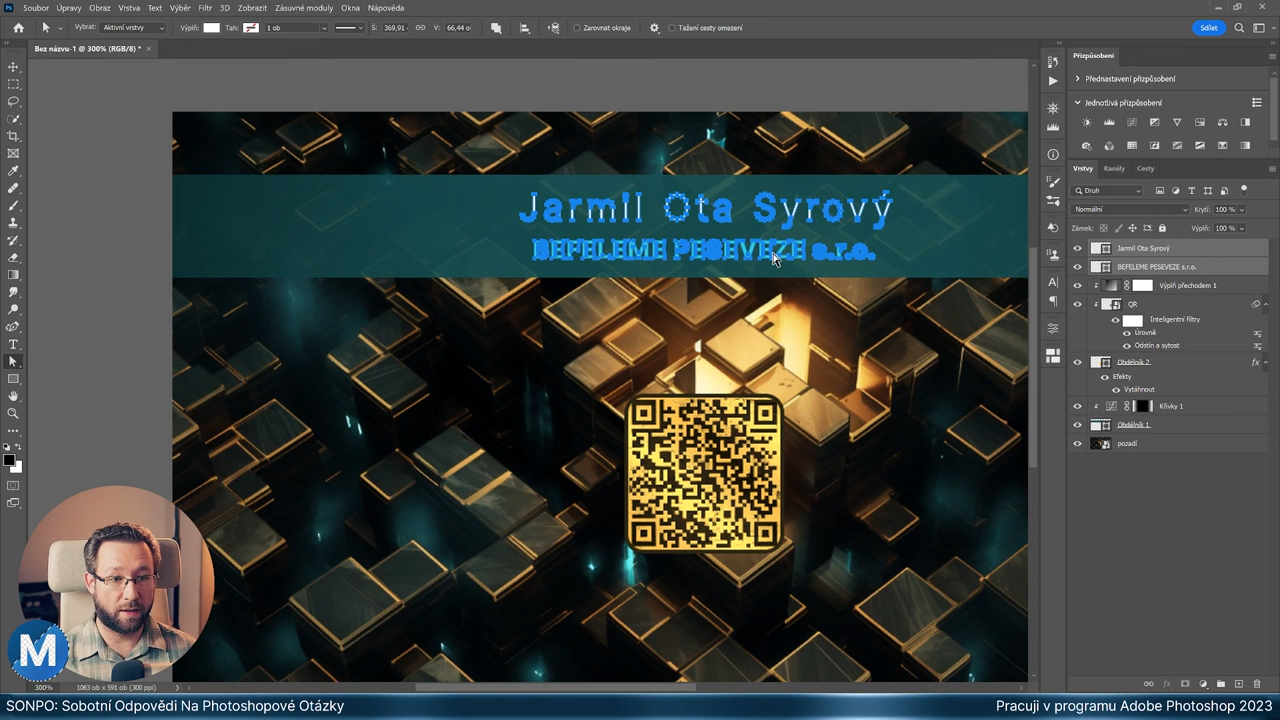 Ps Soubor Úpravy Obraz Vrstva Text Výběr Filtr 3D Zobrazit Zásuvné moduly Okna Nápověda
Vybrat: Aktivní vrstvy Výplň: Tah: 1 ob Š: 369,91 V: 66,44 o Zarovnat okraje Tažení cesty omezení Sdílet
Bez názvu-1 @ 300% (RGB/8) *
Přizpůsobení
Přednastavení přizpůsobení
Jednotlivá přizpůsobení
Vrstvy Kanály Cesty
Druh
Normální Krytí: 100 %
Zámek: Výplň: 100 %
Jarmil Ota Syrový
BEFELEME PESEVEZE s.r.o.
Výplň přechodem 1
QR
Inteligentní filtry
Úrovně
Odstín a sytost
Obdélník 2
fx
Efekty
Vytáhnout
Křivky 1
Obdélník 1
pozadí
Jarmil Ota Syrový
BEFELEME PESEVEZE s.r.o.
M
300% 1063 ob x 591 ob (300 ppi)
SONPO: Sobotní Odpovědi Na Photoshopové Otázky
Pracuji v programu Adobe Photoshop 2023